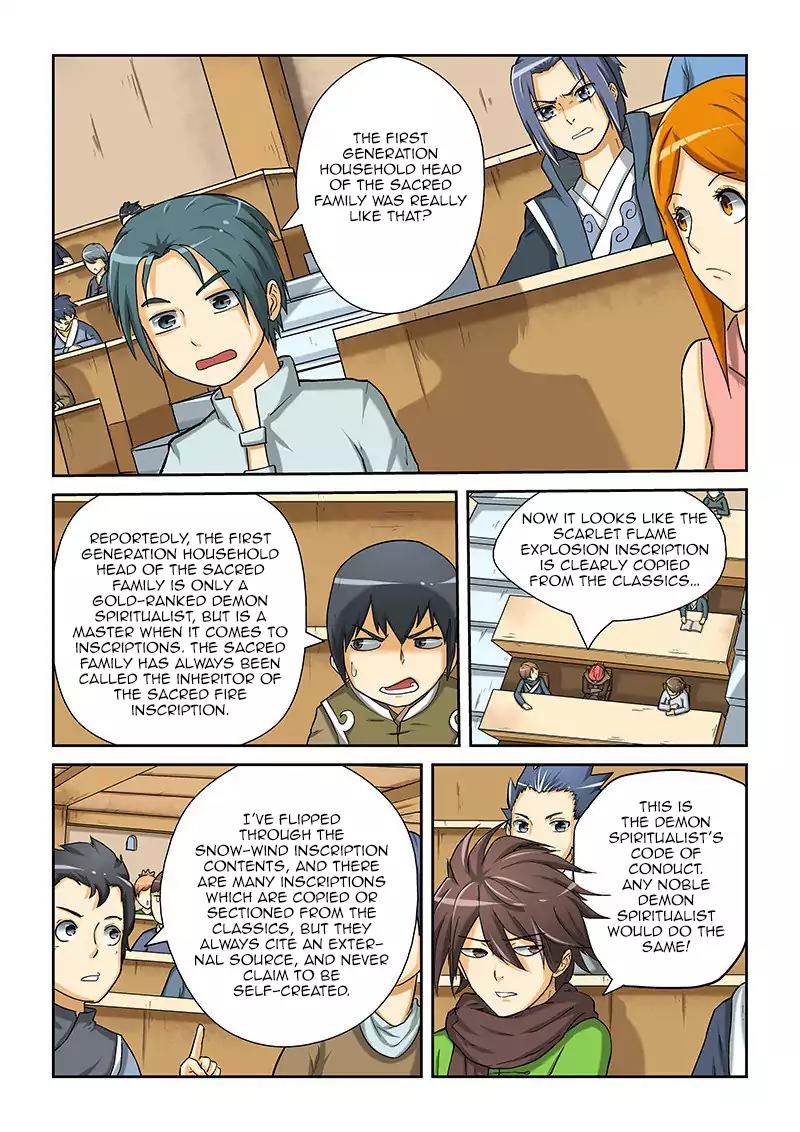 THE FIRST
GENERATION
HOUSEHOLD HEAD
OF THE SACRED
FAMILY WAS REALLY
LIKE THAT?
REPORTEDLY, THE FIRST
GENERATION HOUSEHOLD
HEAD OF THE SACRED
FAMILY IS ONLY A
GOLD-RANKED DEMON
SPIRITUALIST, BUT IS A
MASTER WHEN IT COMES TO
INSCRIPTIONS. THE SACRED
FAMILY HAS ALWAYS BEEN
CALLED THE INHERITOR
OF THE SACRED FIRE
INSCRIPTION.
NOW IT LOOKS LIKE THE
SCARLET FLAME
EXPLOSION INSCRIPTION
IS CLEARLY COPIED
FROM THE CLASSICS...
I'VE FLIPPED
THROUGH THE
SNOW-WIND INSCRIPTION
CONTENTS, AND THERE
ARE MANY INSCRIPTIONS
WHICH ARE COPIED OR
SECTIONED FROM THE
CLASSICS, BUT THEY
ALWAYS CITE AN EXTER-
NAL SOURCE, AND NEVER
CLAIM TO BE
SELF-CREATED.
THIS IS
THE DEMON
SPIRITUALIST'S
CODE OF
CONDUCT.
ANY NOBLE
DEMON
SPIRITUALIST
WOULD DO THE
SAME!